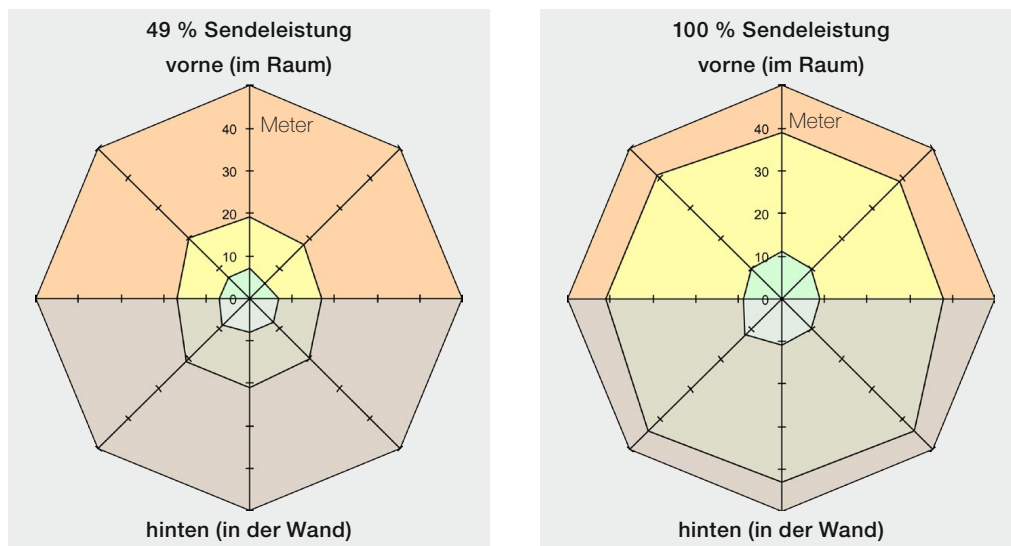 49 % Sendeleistung
vorne (im Raum)
40
Meter
30
20
10
0
hinten (in der Wand)
100 % Sendeleistung
vorne (im Raum)
40
Meter
30
20
10
0
hinten (in der Wand)